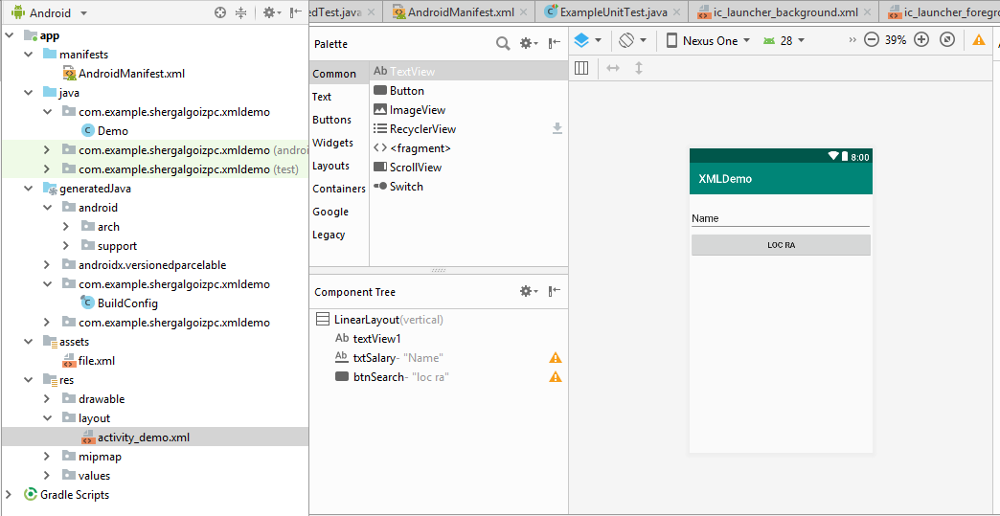 Android
edTest.java
AndroidManifest.xml
ExampleUnitTest.java
ic_launcher_background.xml
ic_launcher_foregro
app
manifests
AndroidManifest.xml
java
com.example.shergalgoizpc.xmldemo
Demo
com.example.shergalgoizpc.xmldemo (androi
com.example.shergalgoizpc.xmldemo (test)
generatedJava
android
arch
support
androidx.versionedparcelable
com.example.shergalgoizpc.xmldemo
BuildConfig
com.example.shergalgoizpc.xmldemo
assets
file.xml
res
drawable
layout
activity_demo.xml
mipmap
values
Gradle Scripts
Palette
Common
Text
Buttons
Widgets
Layouts
Containers
Google
Legacy
Ab TextView
Button
ImageView
RecyclerView
<fragment>
ScrollView
Switch
Component Tree
LinearLayout(vertical)
Ab textView1
Ab txtSalary- "Name"
btnSearch- "loc ra"
Nexus One
28
39%
8:00
XMLDemo
Name
LOC RA